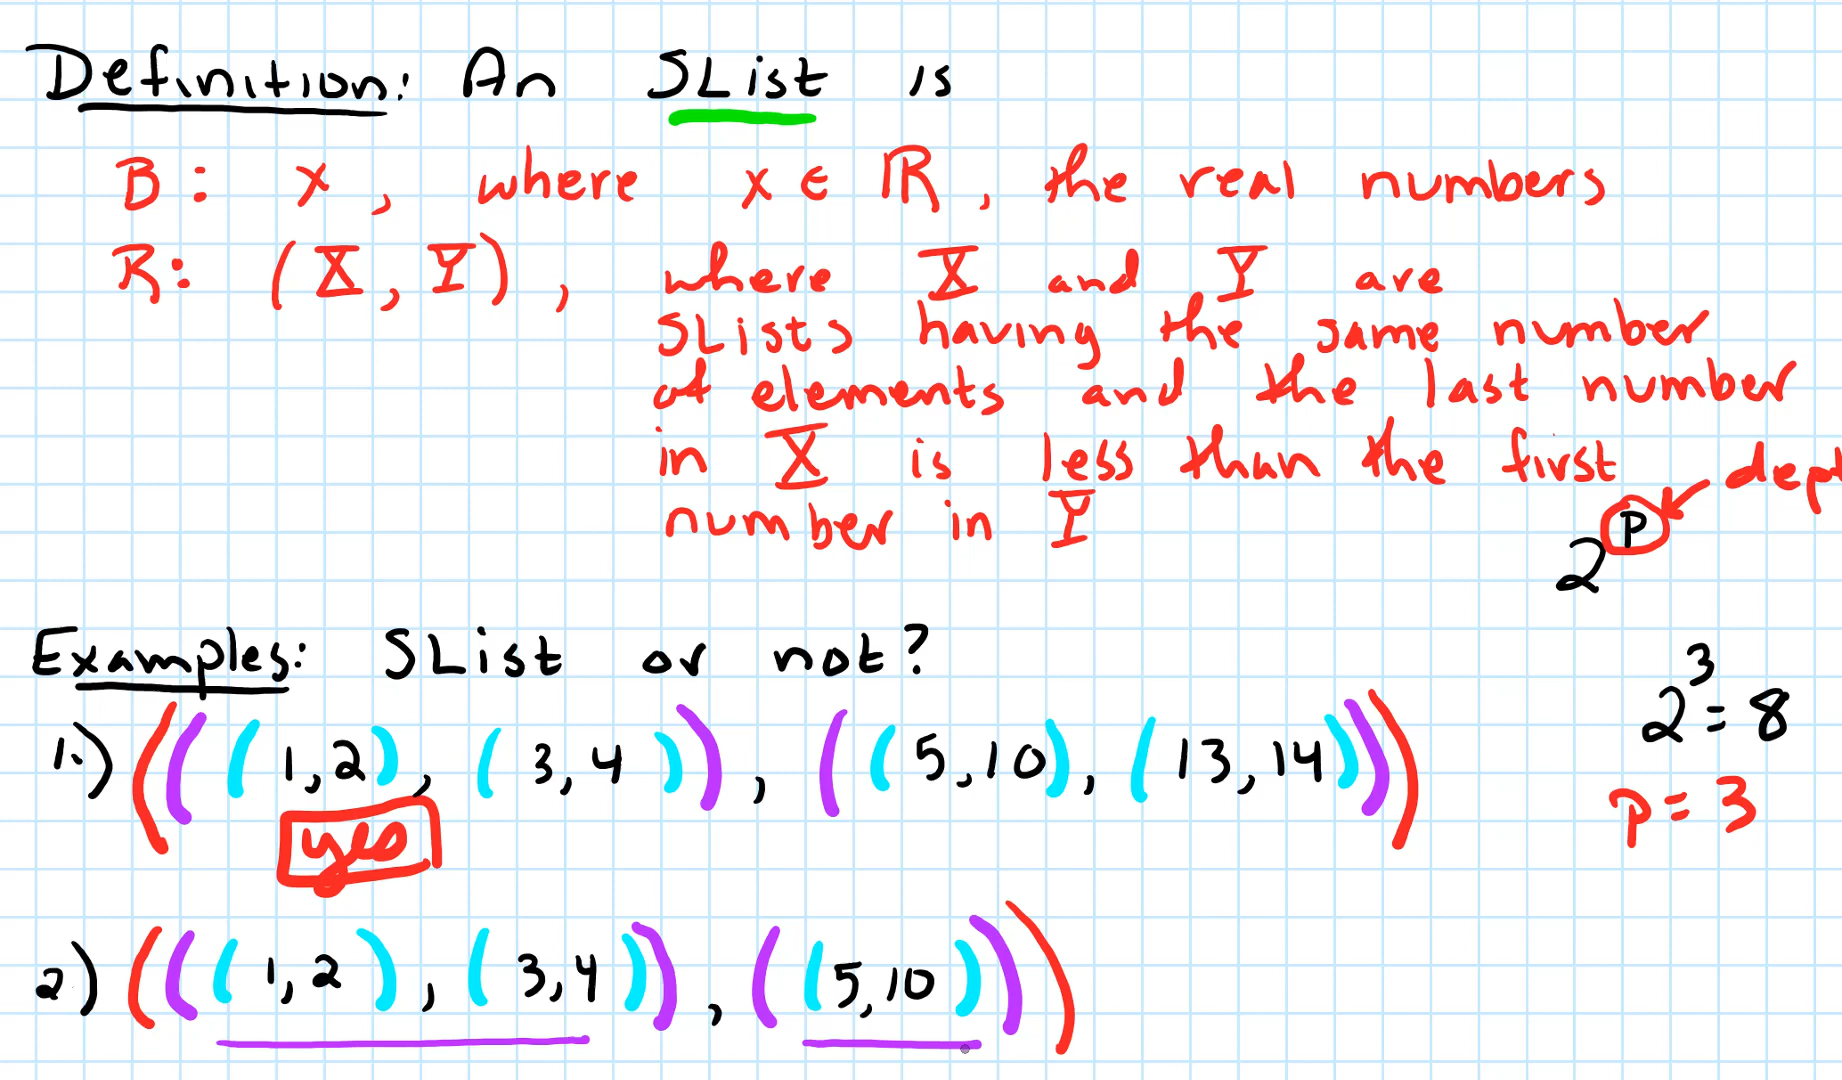 Definition: An SList is
B: x, where x ∈ ℝ, the real numbers
R: (X, Y), where X and Y are
SLists having the same number
of elements and the last number
in X is less than the first
number in Y
2^p ← dept
Examples: SList or not?
2^3 = 8
p = 3
1.) (((1,2), (3,4)), ((5,10), (13,14)))
yes
2) (((1,2), (3,4)), ((5,10)))